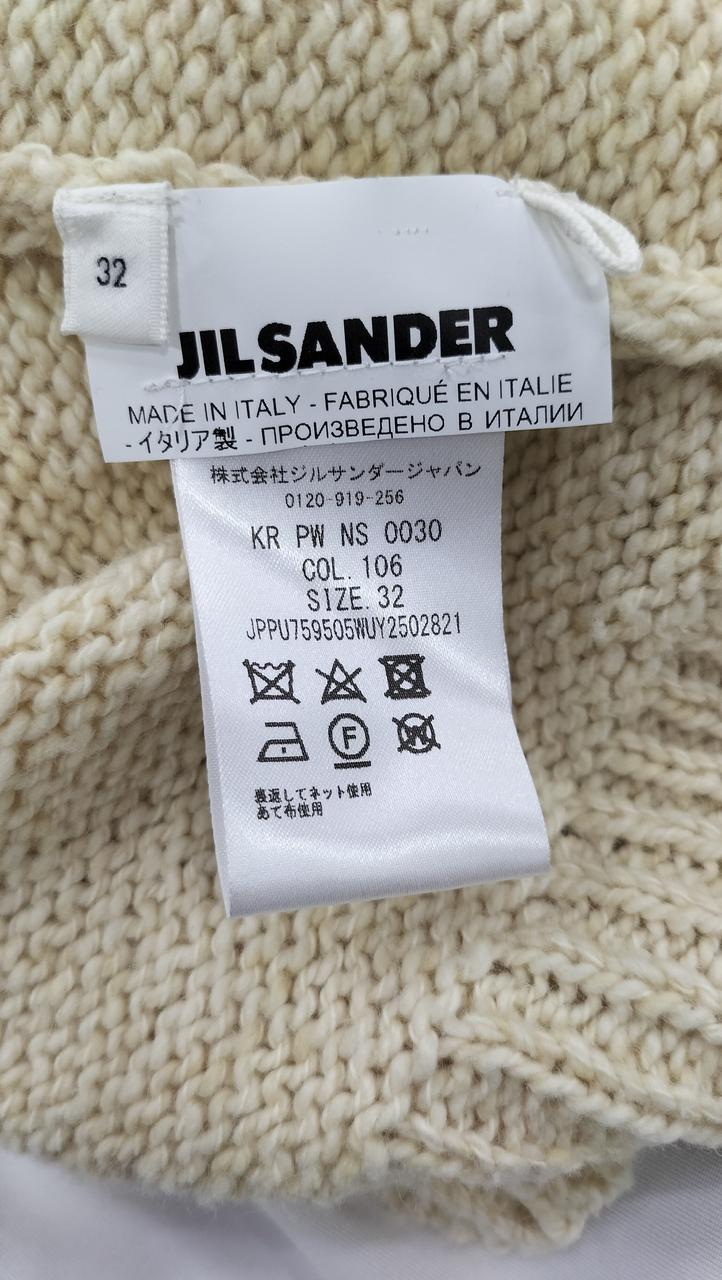 32
JIL SANDER
MADE IN ITALY - FABRIQUÉ EN ITALIE
- イタリア製 - ПРОИЗВЕДЕНО В ИТАЛИИ
株式会社ジルサンダージャパン
0120-919-256
KR PW NS 0030
COL. 106
SIZE. 32
JPPU759505WUY2502821
F
W
裏返してネット使用
あて布使用